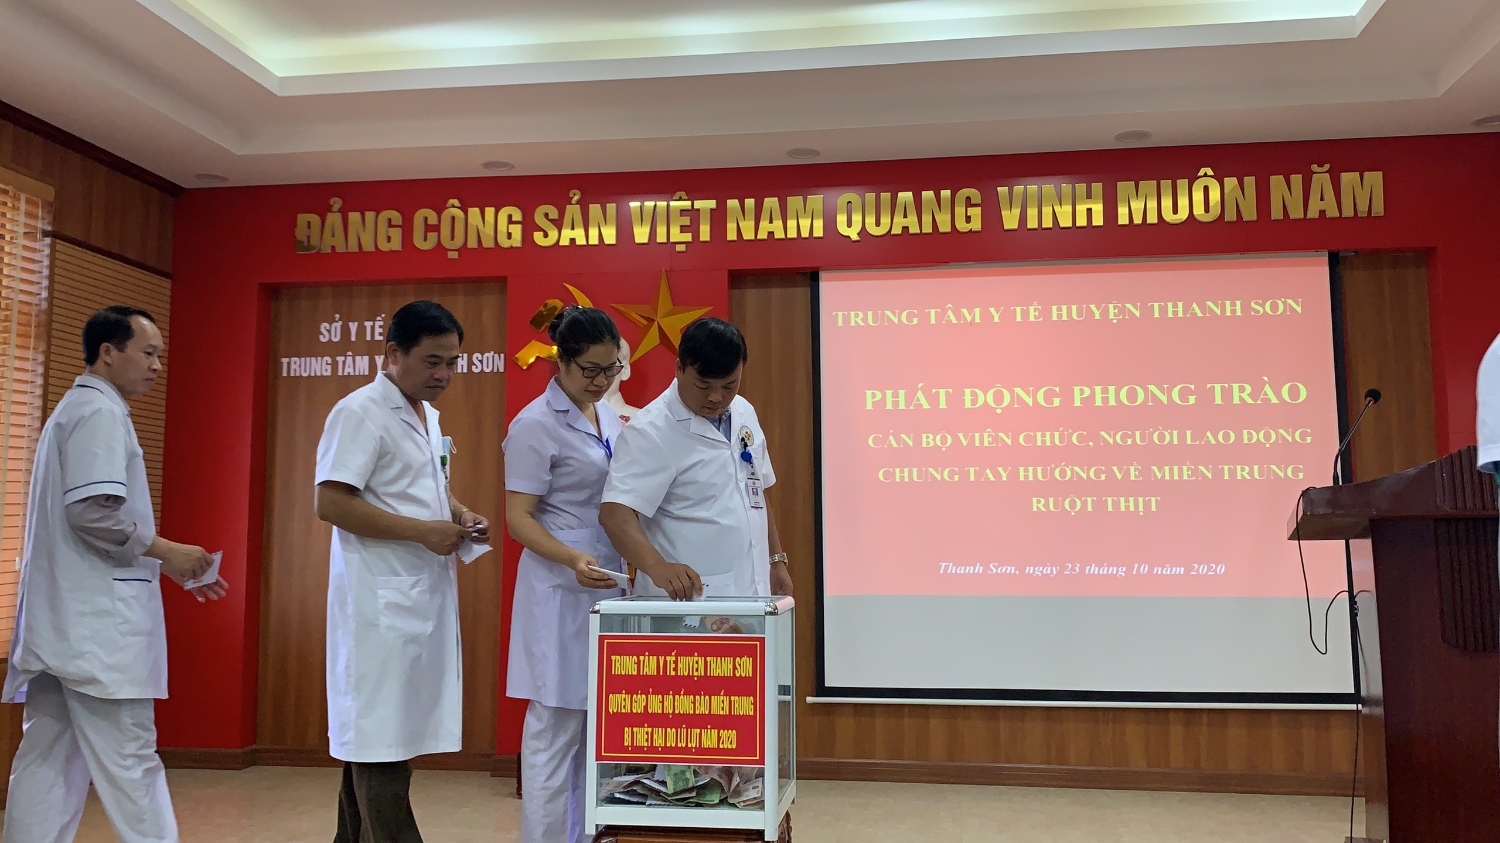 ĐẢNG CỘNG SẢN VIỆT NAM QUANG VINH MUÔN NĂM
SỞ Y TẾ
TRUNG TÂM Y
NH SƠN
TRUNG TÂM Y TẾ HUYỆN THANH SƠN
PHÁT ĐỘNG PHONG TRÀO
CÁN BỘ VIÊN CHỨC, NGƯỜI LAO ĐỘNG
CHUNG TAY HƯỚNG VỀ MIỀN TRUNG
RUỘT THỊT
Thanh Sơn, ngày 23 tháng 10 năm 2020
TRUNG TÂM Y TẾ HUYỆN THANH SƠN
QUYÊN GÓP ỦNG HỘ ĐỒNG BÀO MIỀN TRUNG
BỊ THIỆT HẠI DO LŨ LỤT NĂM 2020